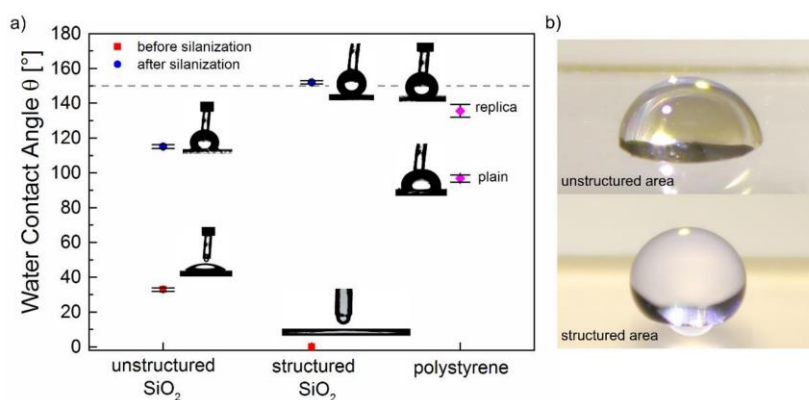 a)
before silanization
after silanization
Water Contact Angle θ [°]
180
160
140
120
100
80
60
40
20
0
replica
plain
unstructured
SiO₂
structured
SiO₂
polystyrene
b)
unstructured area
structured area